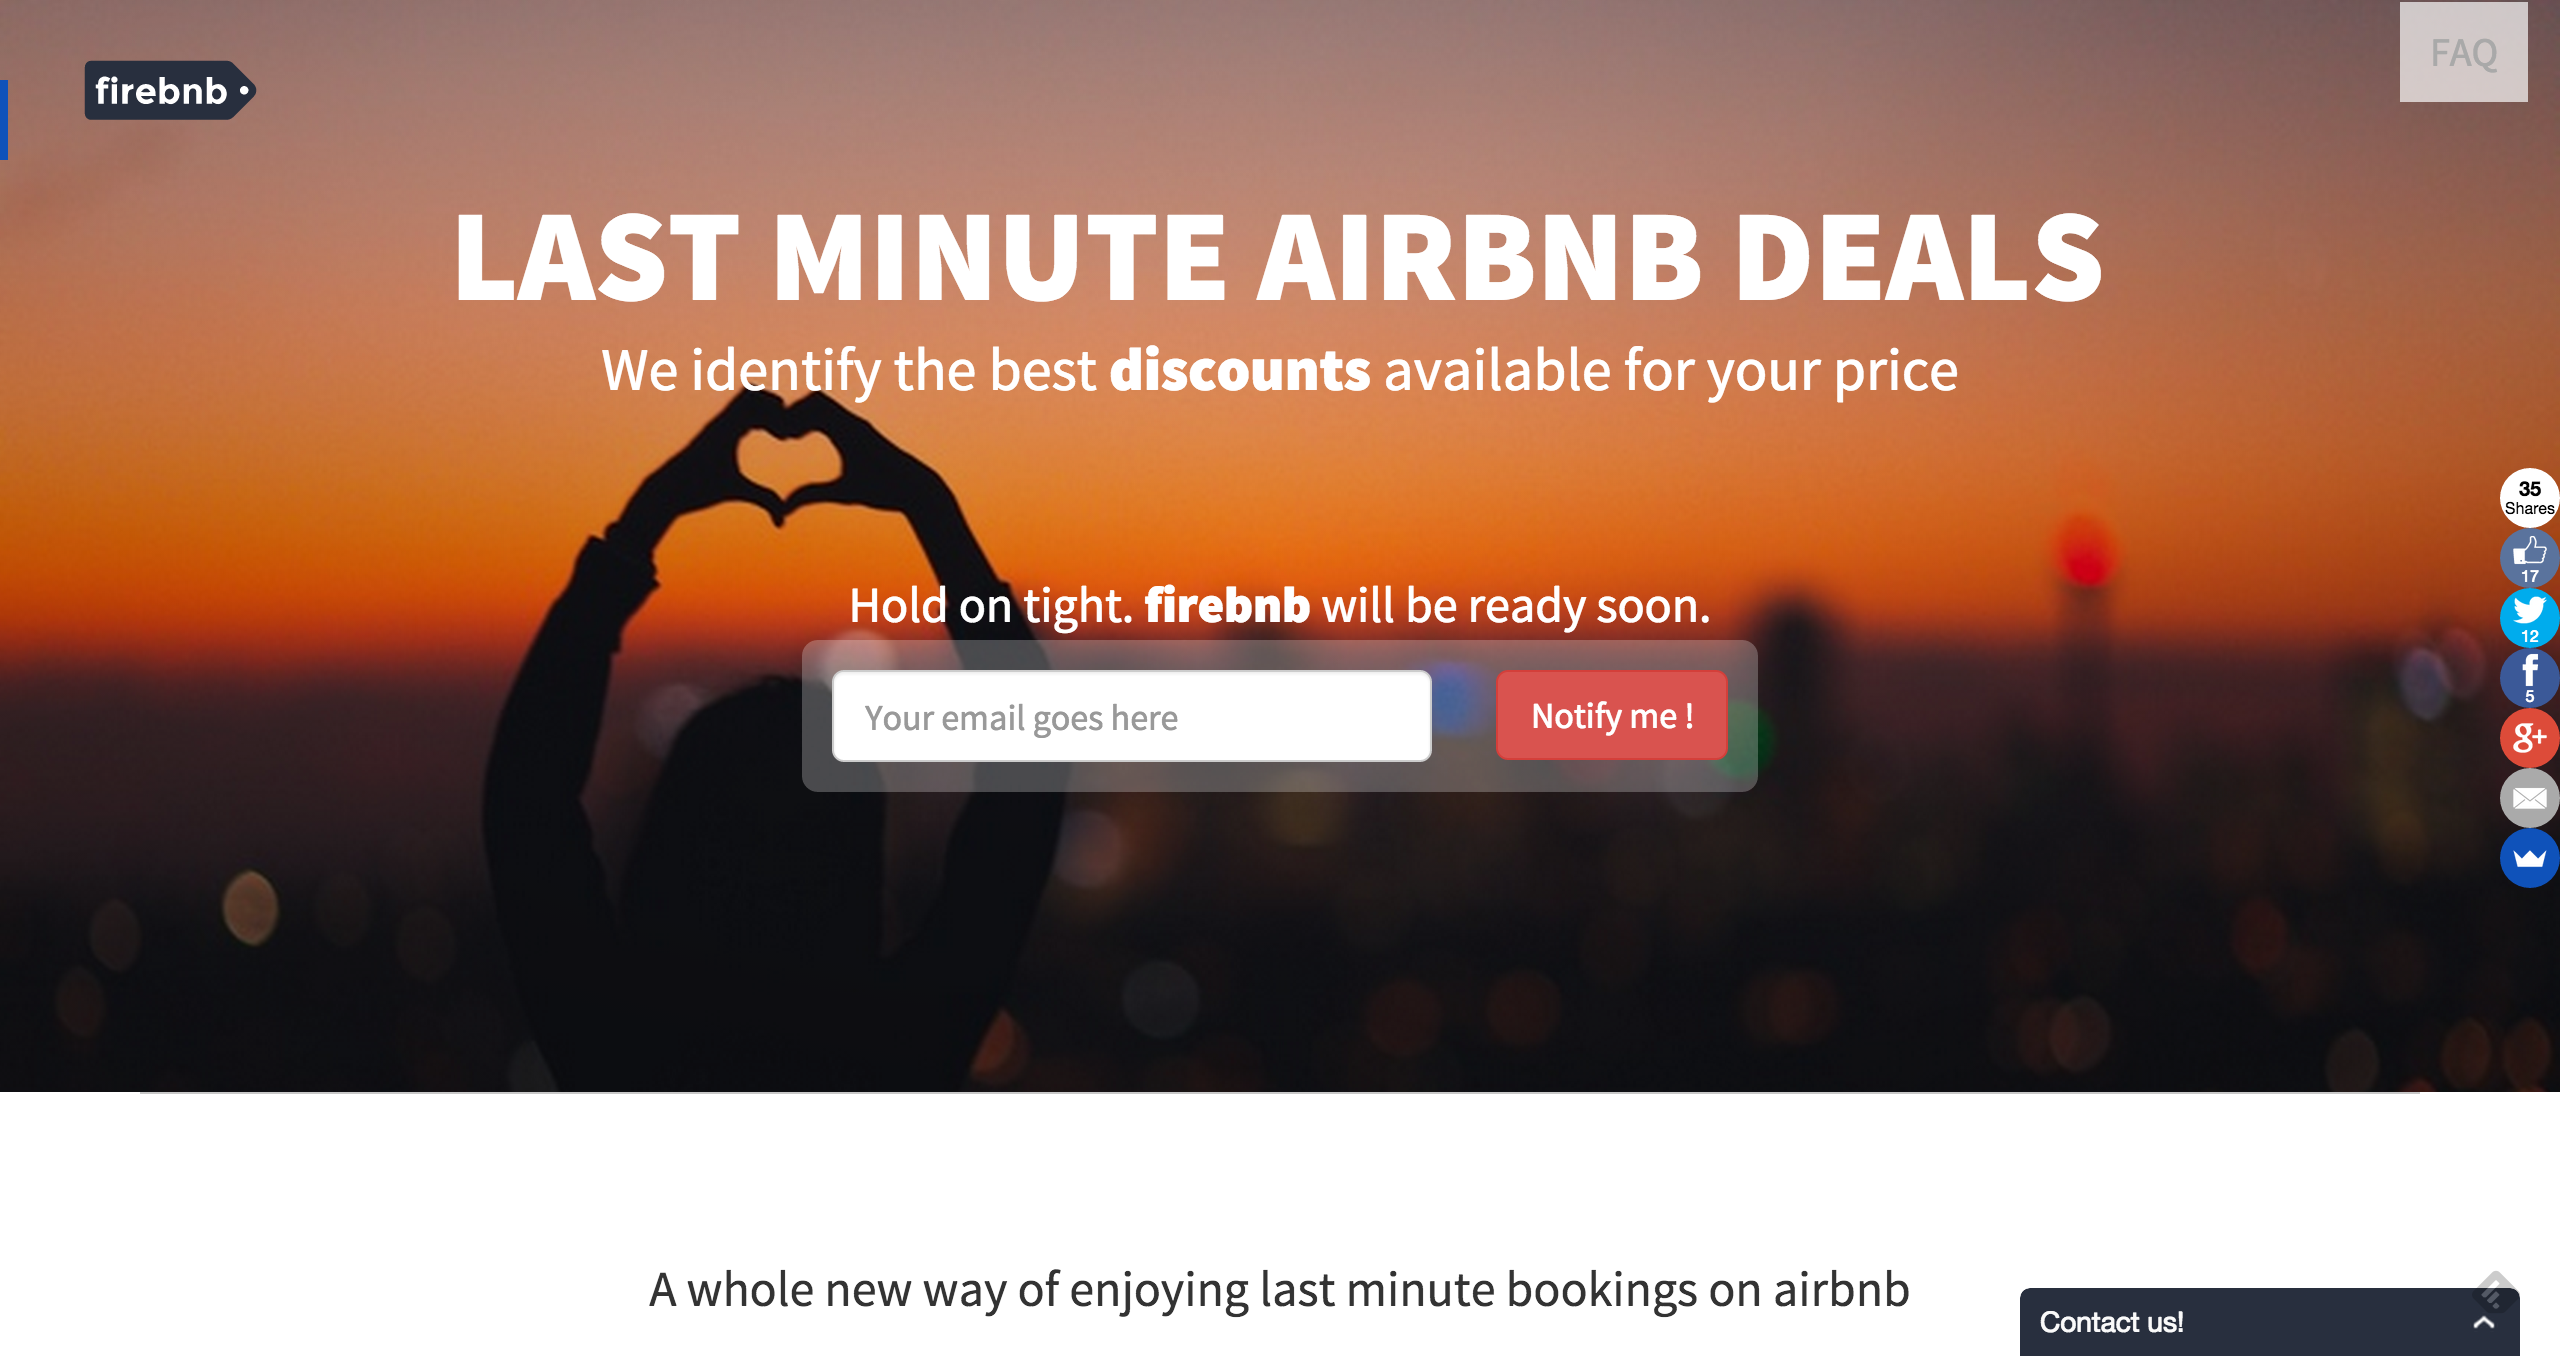 firebnb
FAQ
LAST MINUTE AIRBNB DEALS
We identify the best discounts available for your price
Hold on tight. firebnb will be ready soon.
Your email goes here
Notify me !
35
Shares
17
12
f
5
g+
A whole new way of enjoying last minute bookings on airbnb
Contact us!